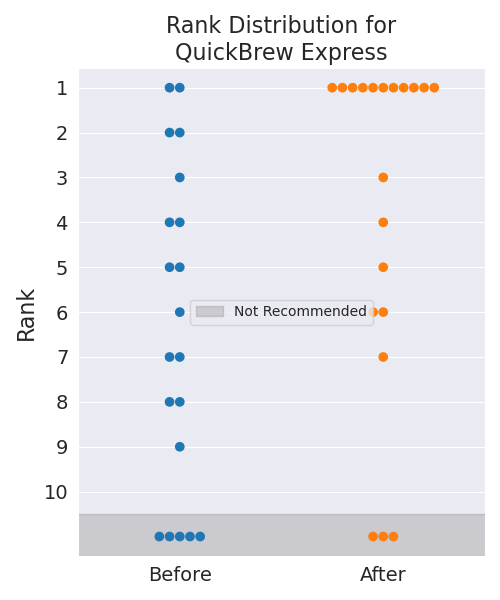 Rank Distribution for
QuickBrew Express
1
2
3
4
5
6
7
8
9
10
Rank
Not Recommended
Before
After